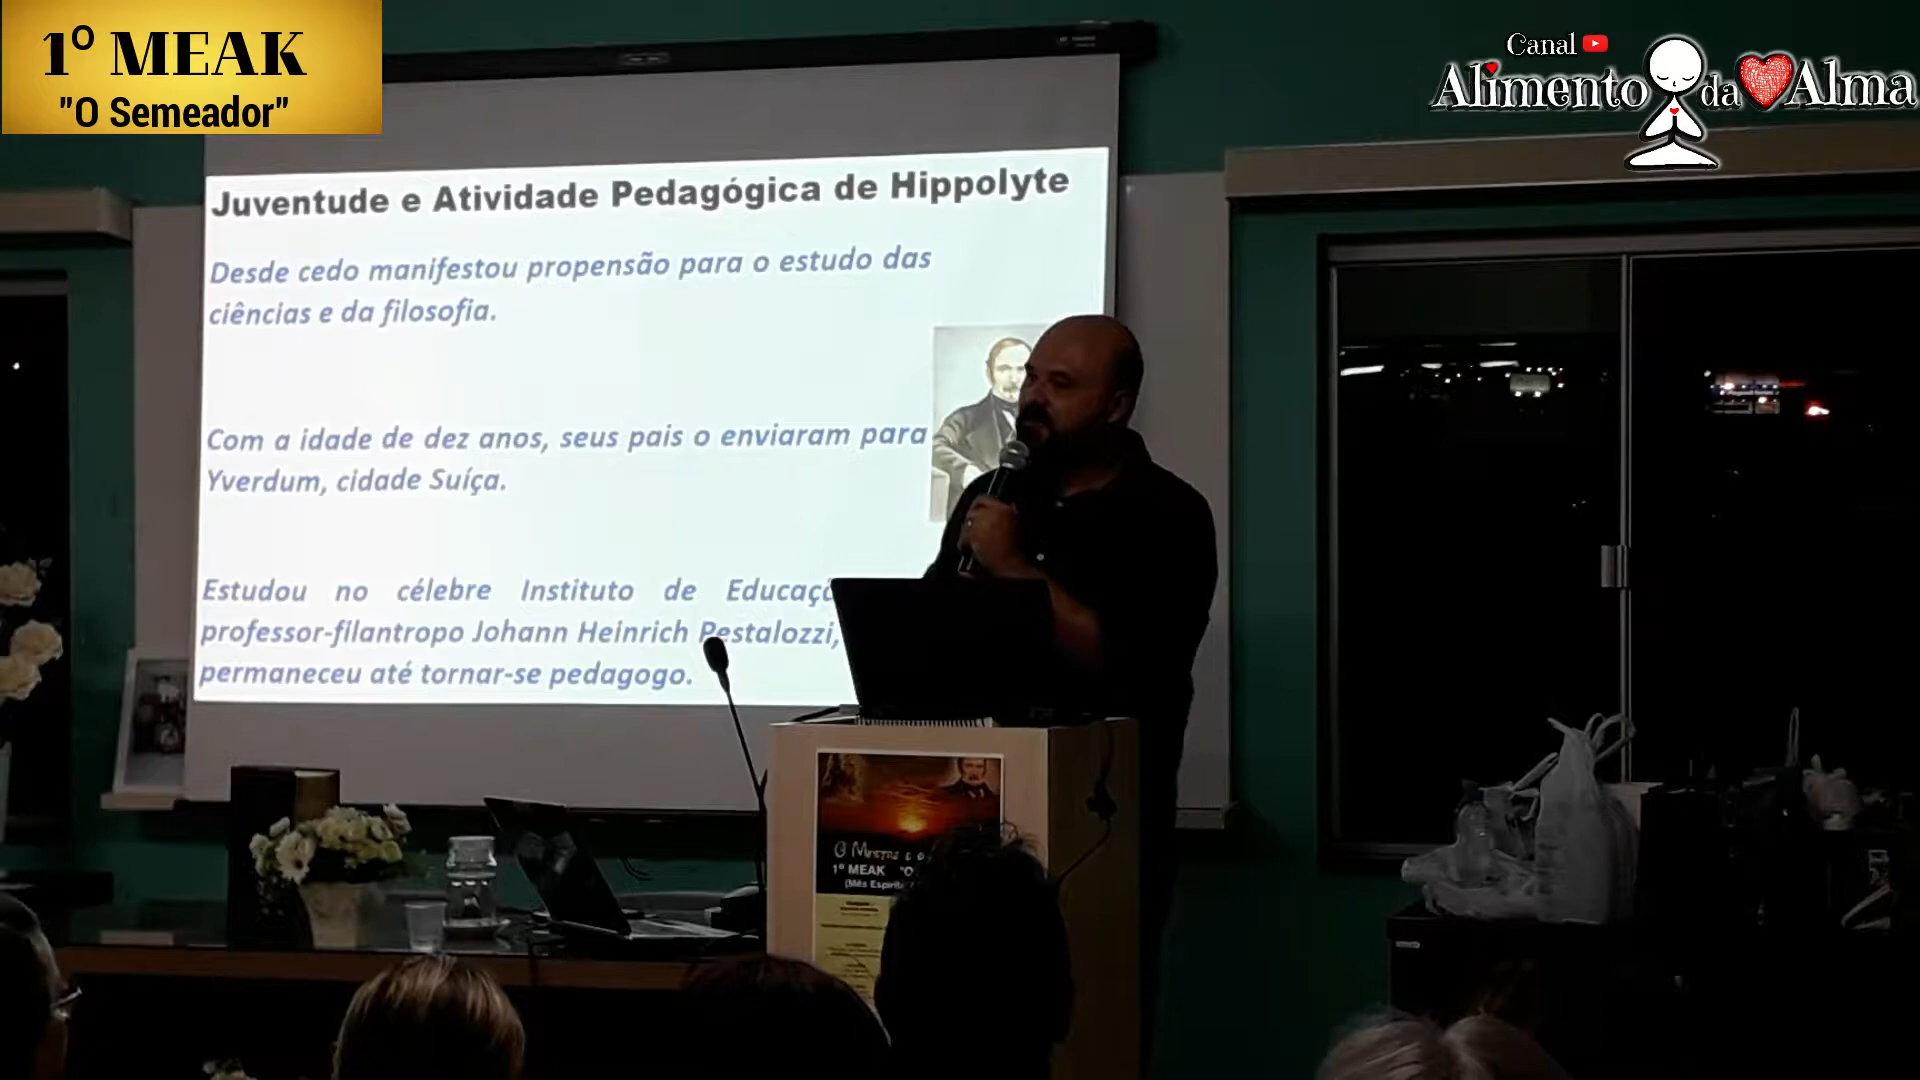 1º MEAK
"O Semeador"
Canal
Alimento da Alma
Juventude e Atividade Pedagógica de Hippolyte
Desde cedo manifestou propensão para o estudo das
ciências e da filosofia.
Com a idade de dez anos, seus pais o enviaram para
Yverdum, cidade Suíça.
Estudou no célebre Instituto de
professor-filantropo Johann Heinrich Pestalozzi,
permaneceu até tornar-se pedagogo.
1º MEAK "O
(Mês